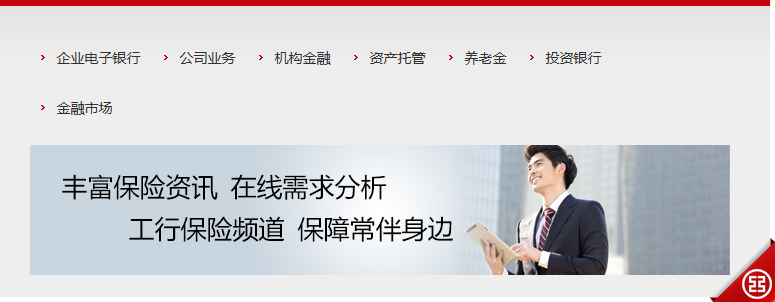 企业电子银行 公司业务 机构金融 资产托管 养老金 投资银行
金融市场
丰富保险资讯 在线需求分析
工行保险频道 保障常伴身边